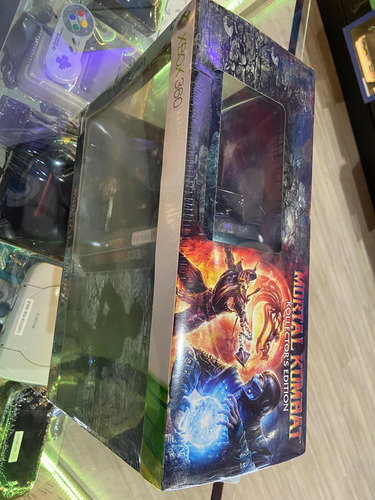 XBOX 360
MORTAL KOMBAT
KOLLECTOR'S EDITION